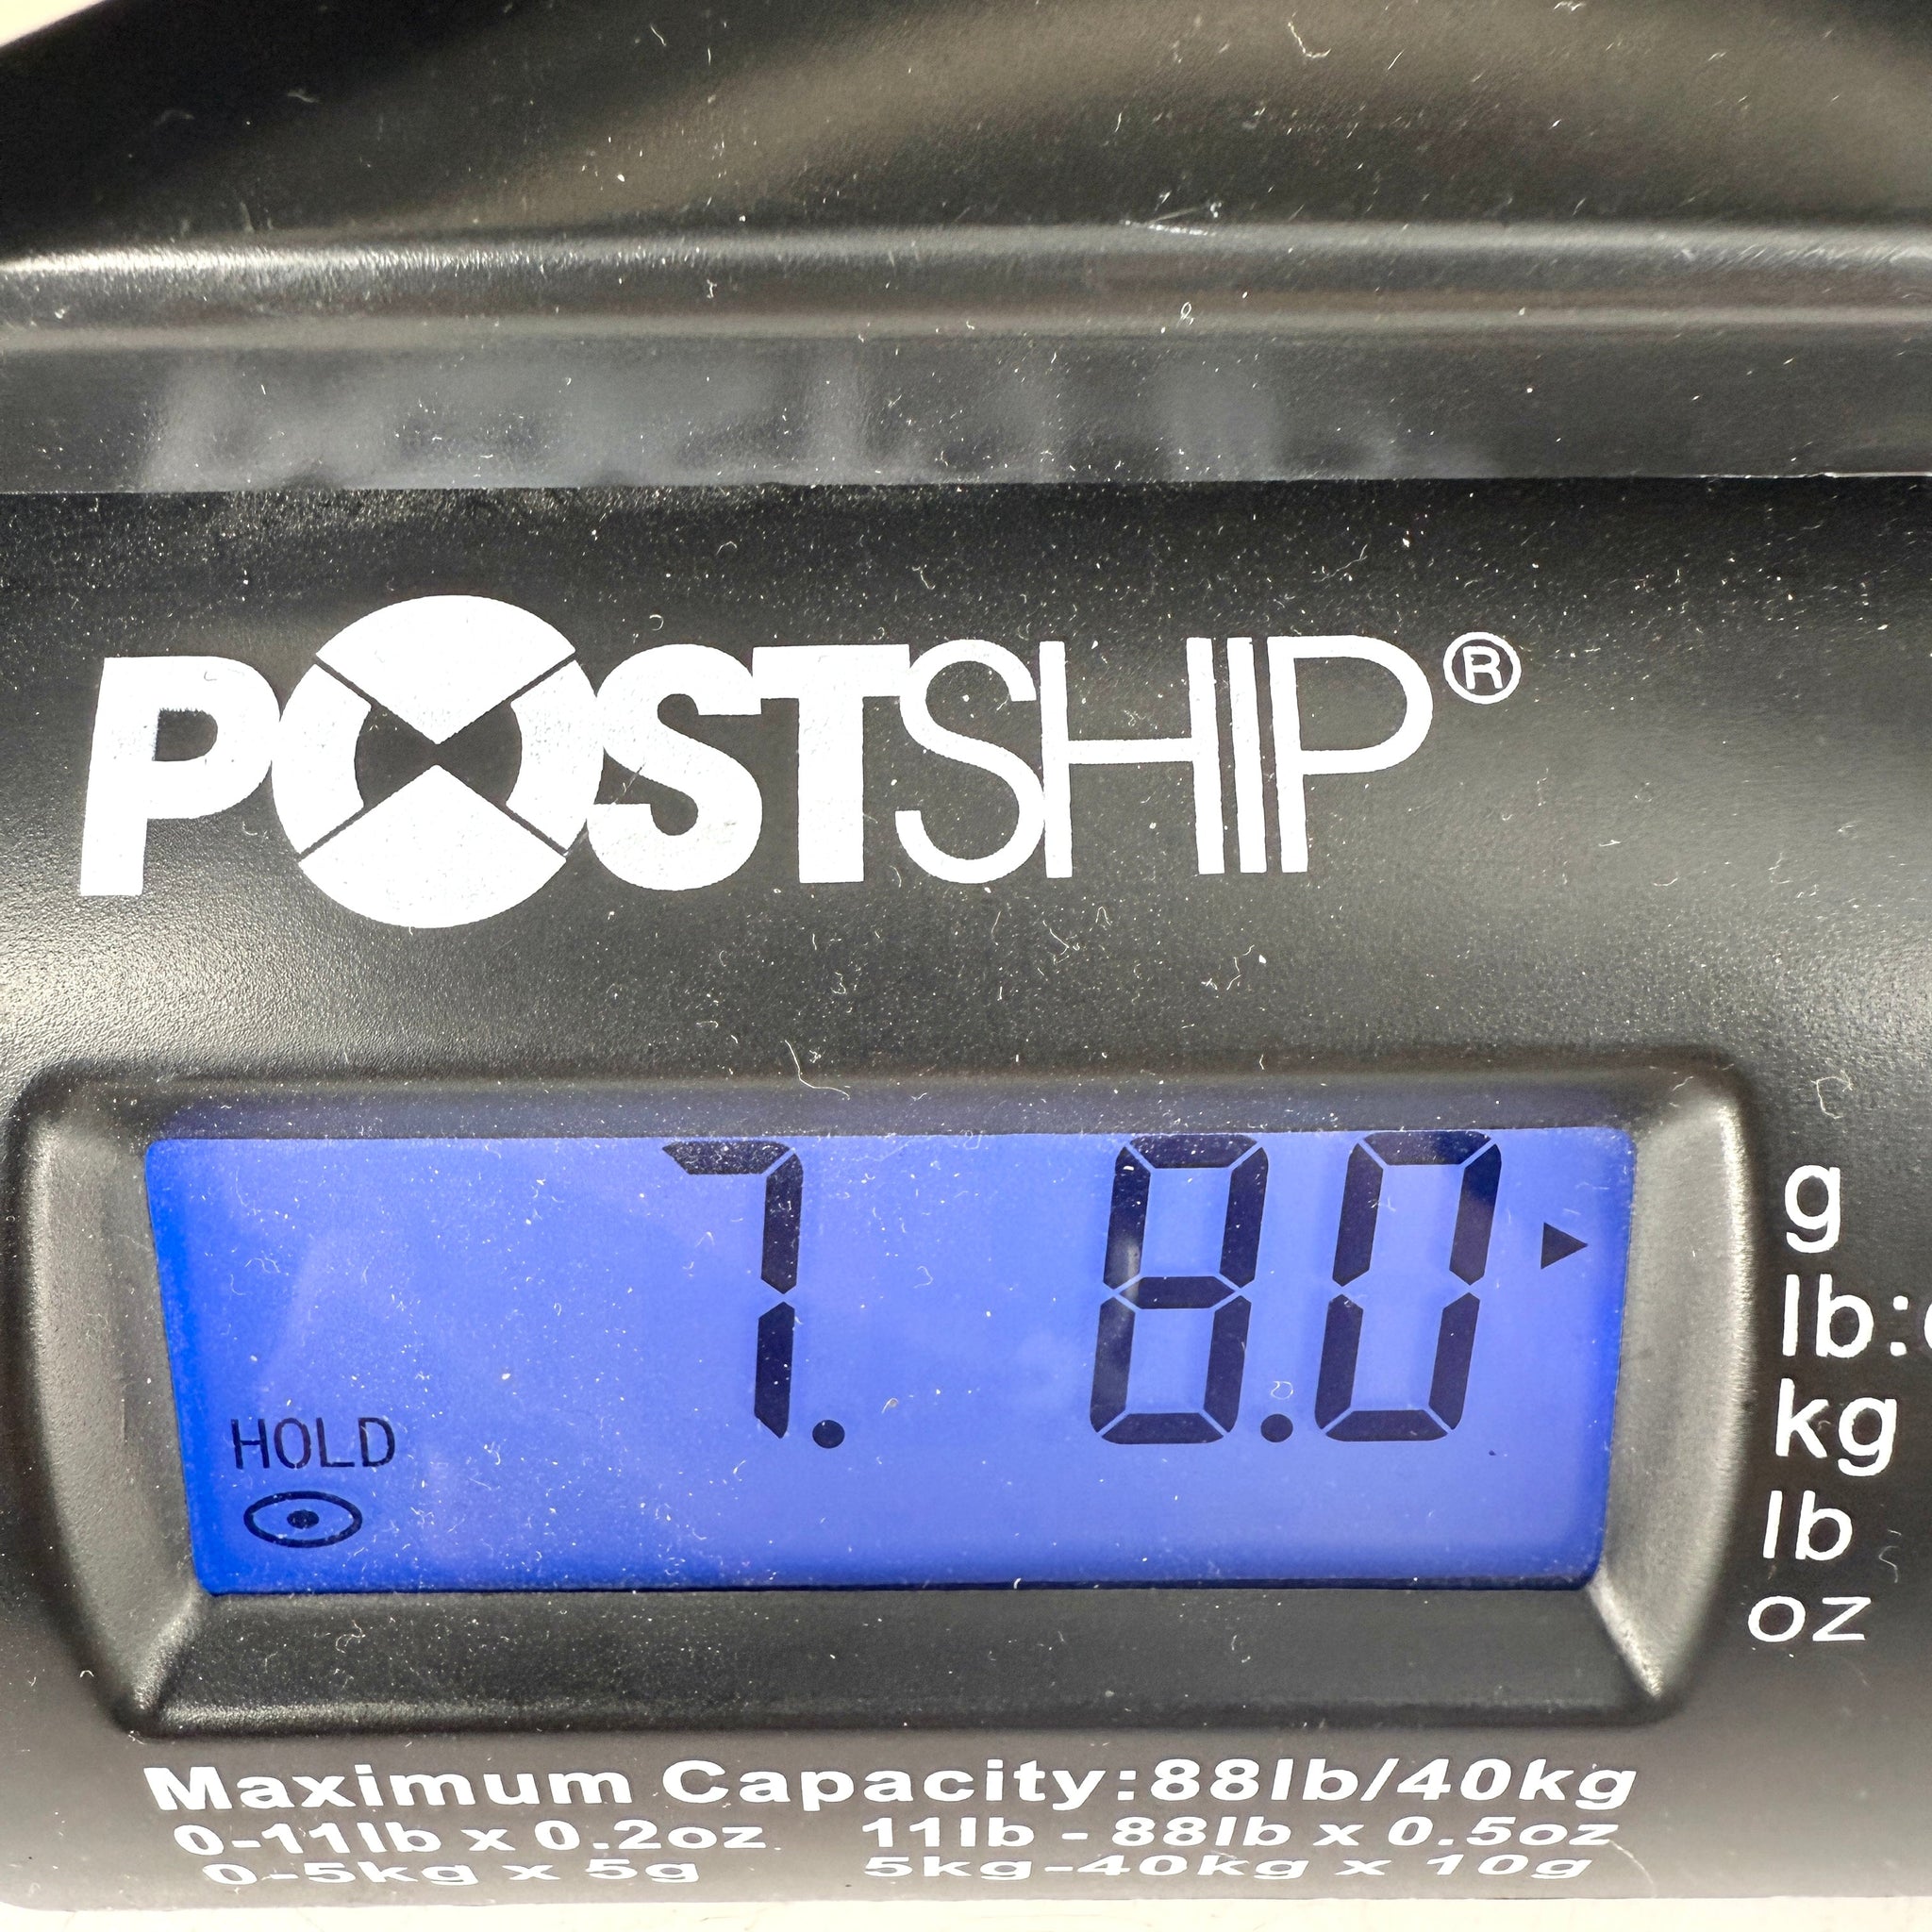 POSTSHIP®
7. 8.0
HOLD
g
lb:
kg
lb
oz
Maximum Capacity:88lb/40kg
0-11lb x 0.2oz 11lb - 88lb x 0.5oz
0-5kg x 5g 5kg-40kg x 10g